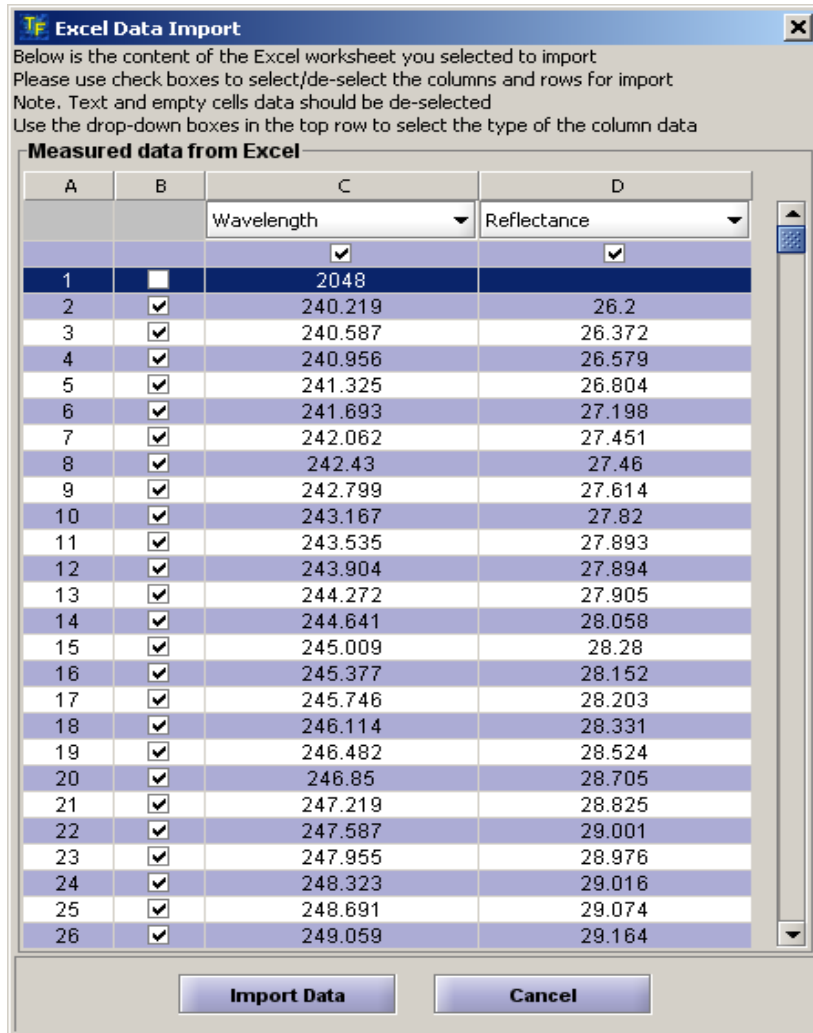 TF Excel Data Import
Below is the content of the Excel worksheet you selected to import
Please use check boxes to select/de-select the columns and rows for import
Note. Text and empty cells data should be de-selected
Use the drop-down boxes in the top row to select the type of the column data
Measured data from Excel
A B C D
Wavelength Reflectance
1 2048
2 240.219 26.2
3 240.587 26.372
4 240.956 26.579
5 241.325 26.804
6 241.693 27.198
7 242.062 27.451
8 242.43 27.46
9 242.799 27.614
10 243.167 27.82
11 243.535 27.893
12 243.904 27.894
13 244.272 27.905
14 244.641 28.058
15 245.009 28.28
16 245.377 28.152
17 245.746 28.203
18 246.114 28.331
19 246.482 28.524
20 246.85 28.705
21 247.219 28.825
22 247.587 29.001
23 247.955 28.976
24 248.323 29.016
25 248.691 29.074
26 249.059 29.164
Import Data Cancel